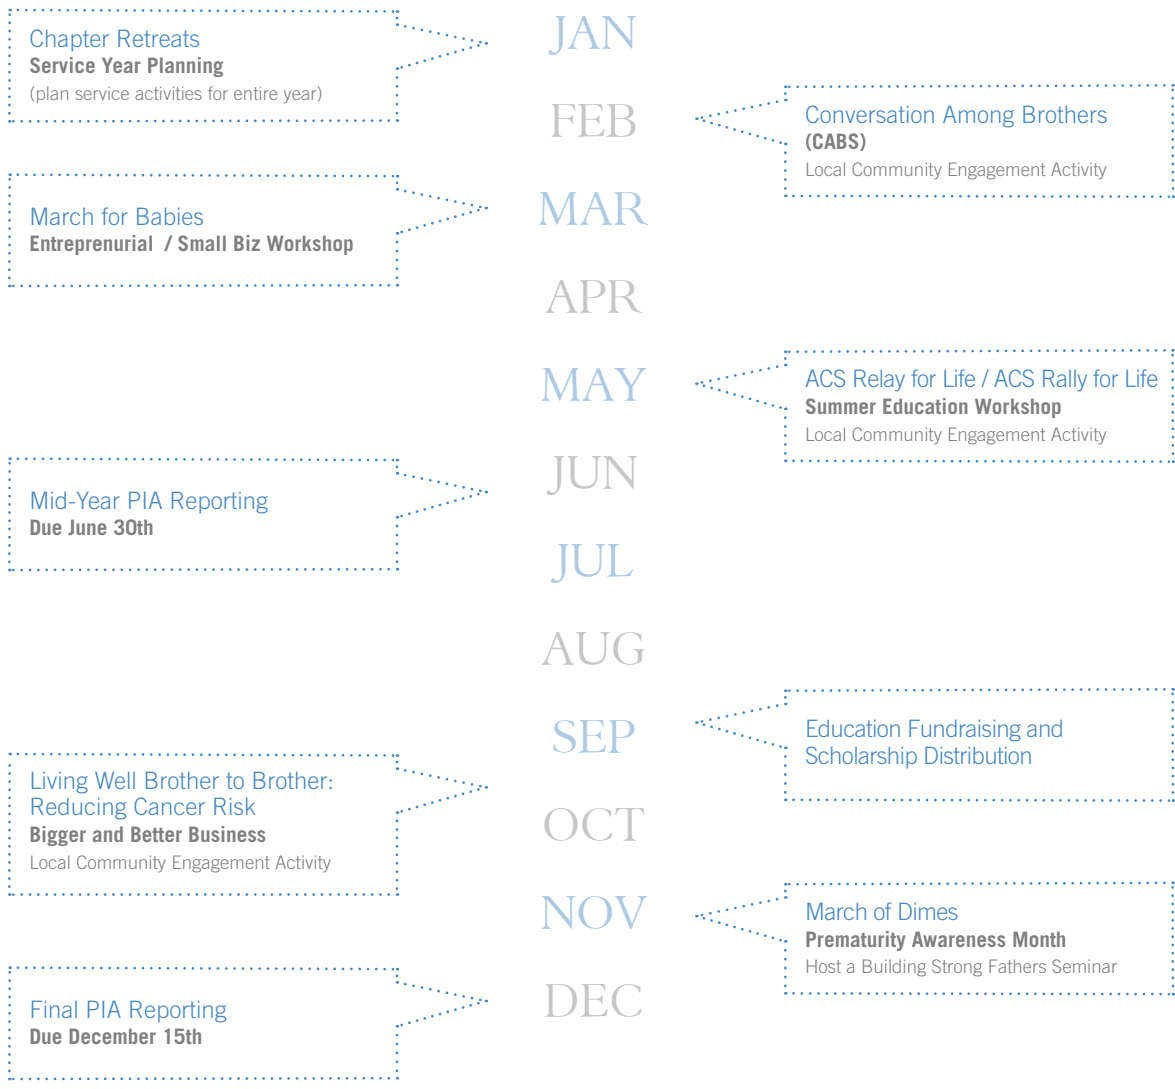 JAN
Chapter Retreats
Service Year Planning
(plan service activities for entire year)
FEB
Conversation Among Brothers
(CABS)
Local Community Engagement Activity
MAR
March for Babies
Entreprenurial / Small Biz Workshop
APR
MAY
ACS Relay for Life / ACS Rally for Life
Summer Education Workshop
Local Community Engagement Activity
JUN
Mid-Year PIA Reporting
Due June 30th
JUL
AUG
SEP
Education Fundraising and
Scholarship Distribution
OCT
Living Well Brother to Brother:
Reducing Cancer Risk
Bigger and Better Business
Local Community Engagement Activity
NOV
March of Dimes
Prematurity Awareness Month
Host a Building Strong Fathers Seminar
DEC
Final PIA Reporting
Due December 15th